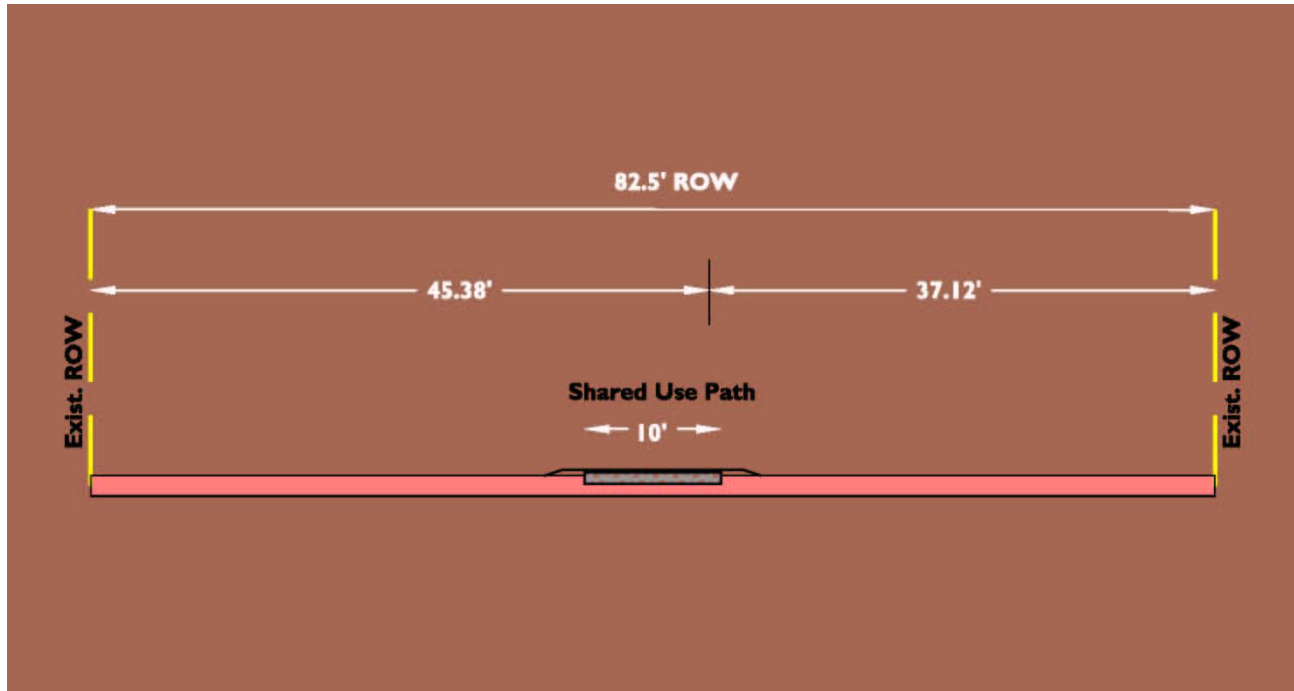 82.5' ROW
45.38'
37.12'
Exist. ROW
Shared Use Path
10'
Exist. ROW